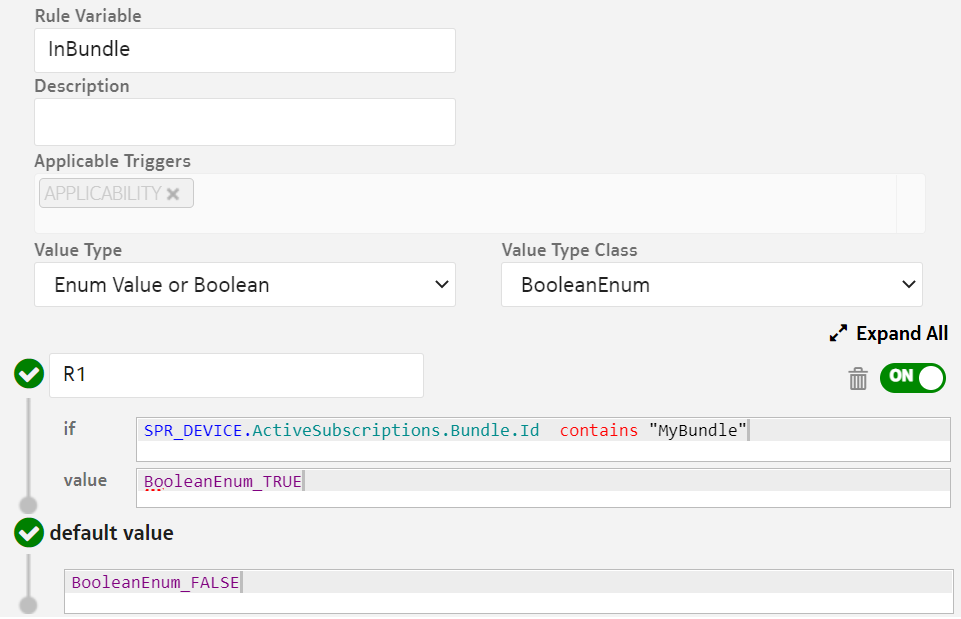 Rule Variable
InBundle
Description
Applicable Triggers
APPLICABILITY
Value Type
Value Type Class
Enum Value or Boolean
BooleanEnum
Expand All
R1
ON
if
SPR_DEVICE.ActiveSubscriptions.Bundle.Id  contains "MyBundle"
value
BooleanEnum_TRUE
default value
BooleanEnum_FALSE